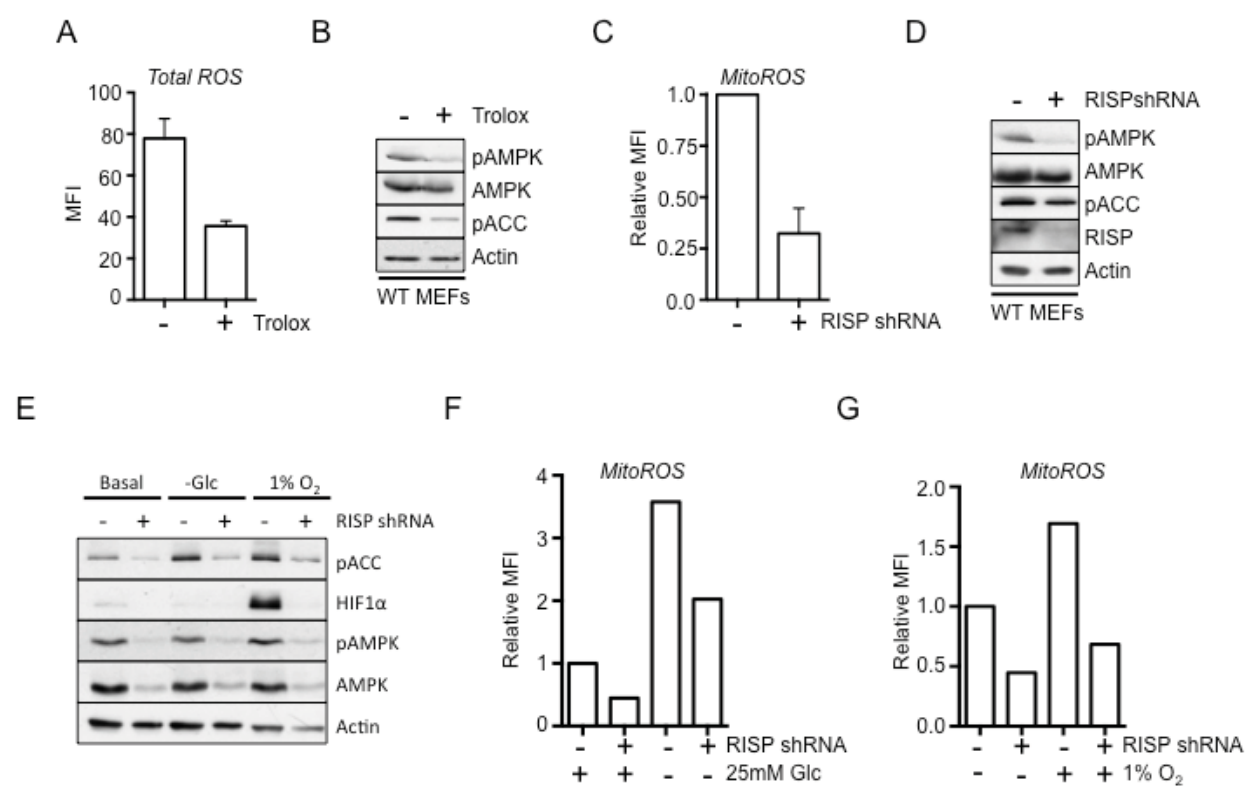 A
Total ROS
100
80
60
40
20
0
MFI
- + Trolox
B
- + Trolox
pAMPK
AMPK
pACC
Actin
WT MEFs
C
MitoROS
1.0
0.75
0.50
0.25
0.0
Relative MFI
- + RISP shRNA
D
- + RISPshRNA
pAMPK
AMPK
pACC
RISP
Actin
WT MEFs
E
Basal -Glc 1% O2
- + - + - + RISP shRNA
pACC
HIF1α
pAMPK
AMPK
Actin
F
MitoROS
4
3
2
1
0
Relative MFI
- + - + RISP shRNA
+ + - - 25mM Glc
G
MitoROS
2.0
1.5
1.0
0.5
0.0
Relative MFI
- + - + RISP shRNA
- - + + 1% O2